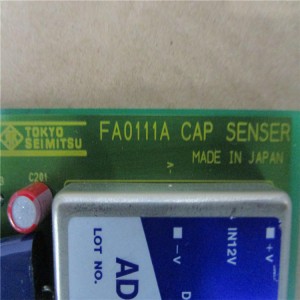 TOKYO
SEIMITSU
FA0111A CAP SENSER
MADE IN JAPAN
C201
-V
+V
IN12V
-V
LOT NO.
AD